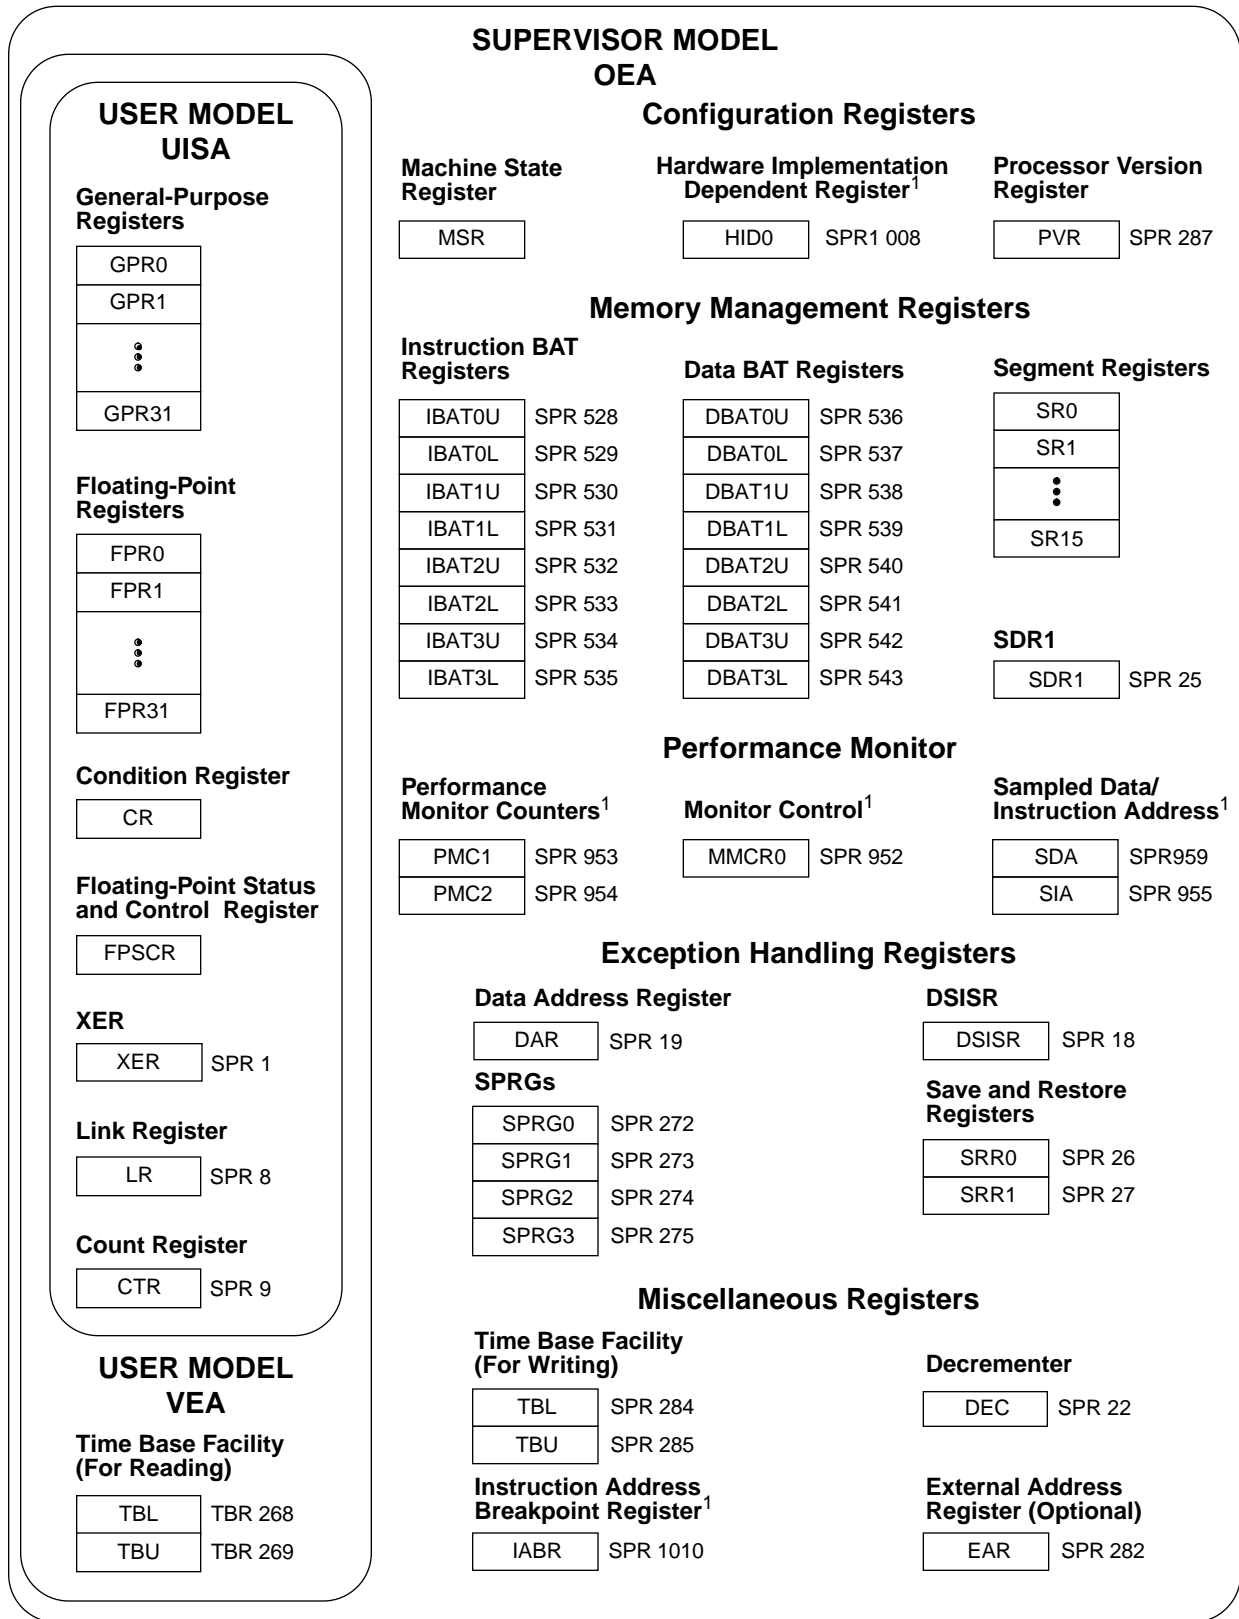 SUPERVISOR MODEL
OEA
USER MODEL
UISA
General-Purpose
Registers
GPR0
GPR1
GPR31
Floating-Point
Registers
FPR0
FPR1
FPR31
Condition Register
CR
Floating-Point Status
and Control Register
FPSCR
XER
XER SPR 1
Link Register
LR SPR 8
Count Register
CTR SPR 9
USER MODEL
VEA
Time Base Facility
(For Reading)
TBL TBR 268
TBU TBR 269
Configuration Registers
Machine State
Register
MSR
Hardware Implementation
Dependent Register1
HID0 SPR1 008
Processor Version
Register
PVR SPR 287
Memory Management Registers
Instruction BAT
Registers
IBAT0U SPR 528
IBAT0L SPR 529
IBAT1U SPR 530
IBAT1L SPR 531
IBAT2U SPR 532
IBAT2L SPR 533
IBAT3U SPR 534
IBAT3L SPR 535
Data BAT Registers
DBAT0U SPR 536
DBAT0L SPR 537
DBAT1U SPR 538
DBAT1L SPR 539
DBAT2U SPR 540
DBAT2L SPR 541
DBAT3U SPR 542
DBAT3L SPR 543
Segment Registers
SR0
SR1
SR15
SDR1
SDR1 SPR 25
Performance Monitor
Performance
Monitor Counters1
PMC1 SPR 953
PMC2 SPR 954
Monitor Control1
MMCR0 SPR 952
Sampled Data/
Instruction Address1
SDA SPR959
SIA SPR 955
Exception Handling Registers
Data Address Register
DAR SPR 19
SPRGs
SPRG0 SPR 272
SPRG1 SPR 273
SPRG2 SPR 274
SPRG3 SPR 275
DSISR
DSISR SPR 18
Save and Restore
Registers
SRR0 SPR 26
SRR1 SPR 27
Miscellaneous Registers
Time Base Facility
(For Writing)
TBL SPR 284
TBU SPR 285
Decrementer
DEC SPR 22
Instruction Address
Breakpoint Register1
IABR SPR 1010
External Address
Register (Optional)
EAR SPR 282